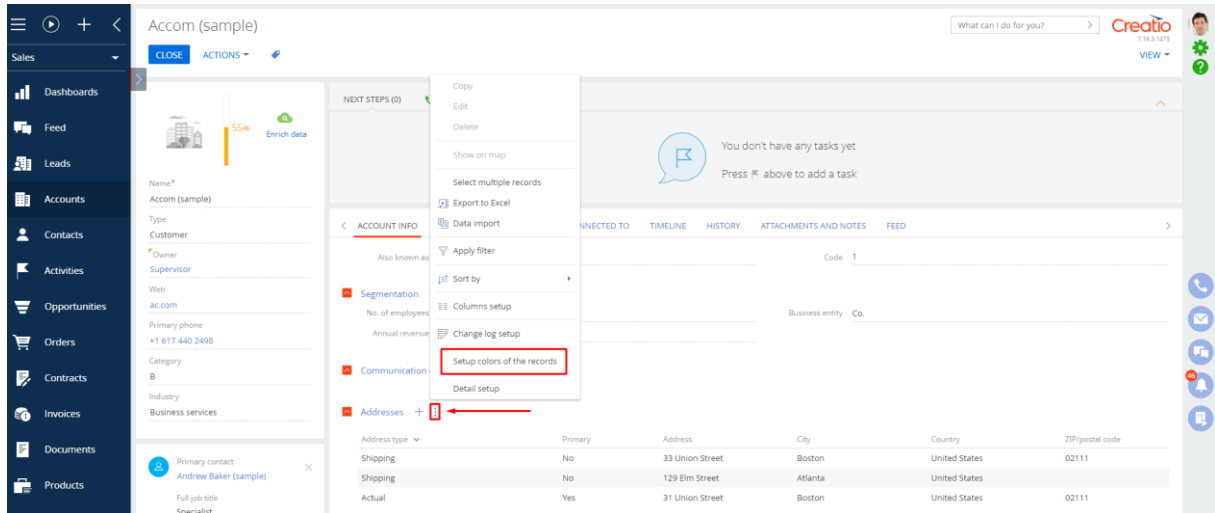 Sales
Dashboards
Feed
Leads
Accounts
Contacts
Activities
Opportunities
Orders
Contracts
Invoices
Documents
Products
Accom (sample)
CLOSE ACTIONS
What can I do for you? >
Creatio
7.16.3.1473
VIEW
55%
Enrich data
Name*
Accom (sample)
Type
Customer
Owner
Supervisor
Web
ac.com
Primary phone
+1 617 440 2498
Category
B
Industry
Business services
Primary contact
Andrew Baker (sample)
Full job title
Specialist
NEXT STEPS (0)
You don't have any tasks yet
Press above to add a task
Copy
Edit
Delete
Show on map
Select multiple records
Export to Excel
Data import
Apply filter
Sort by
Columns setup
Change log setup
Setup colors of the records
Detail setup
ACCOUNT INFO NNECTED TO TIMELINE HISTORY ATTACHMENTS AND NOTES FEED
Also known as Code 1
Segmentation
No. of employees Business entity Co.
Annual revenue
Communication
Addresses +
Address type Primary Address City Country ZIP/postal code
Shipping No 33 Union Street Boston United States 02111
Shipping No 129 Elm Street Atlanta United States
Actual Yes 31 Union Street Boston United States 02111
46